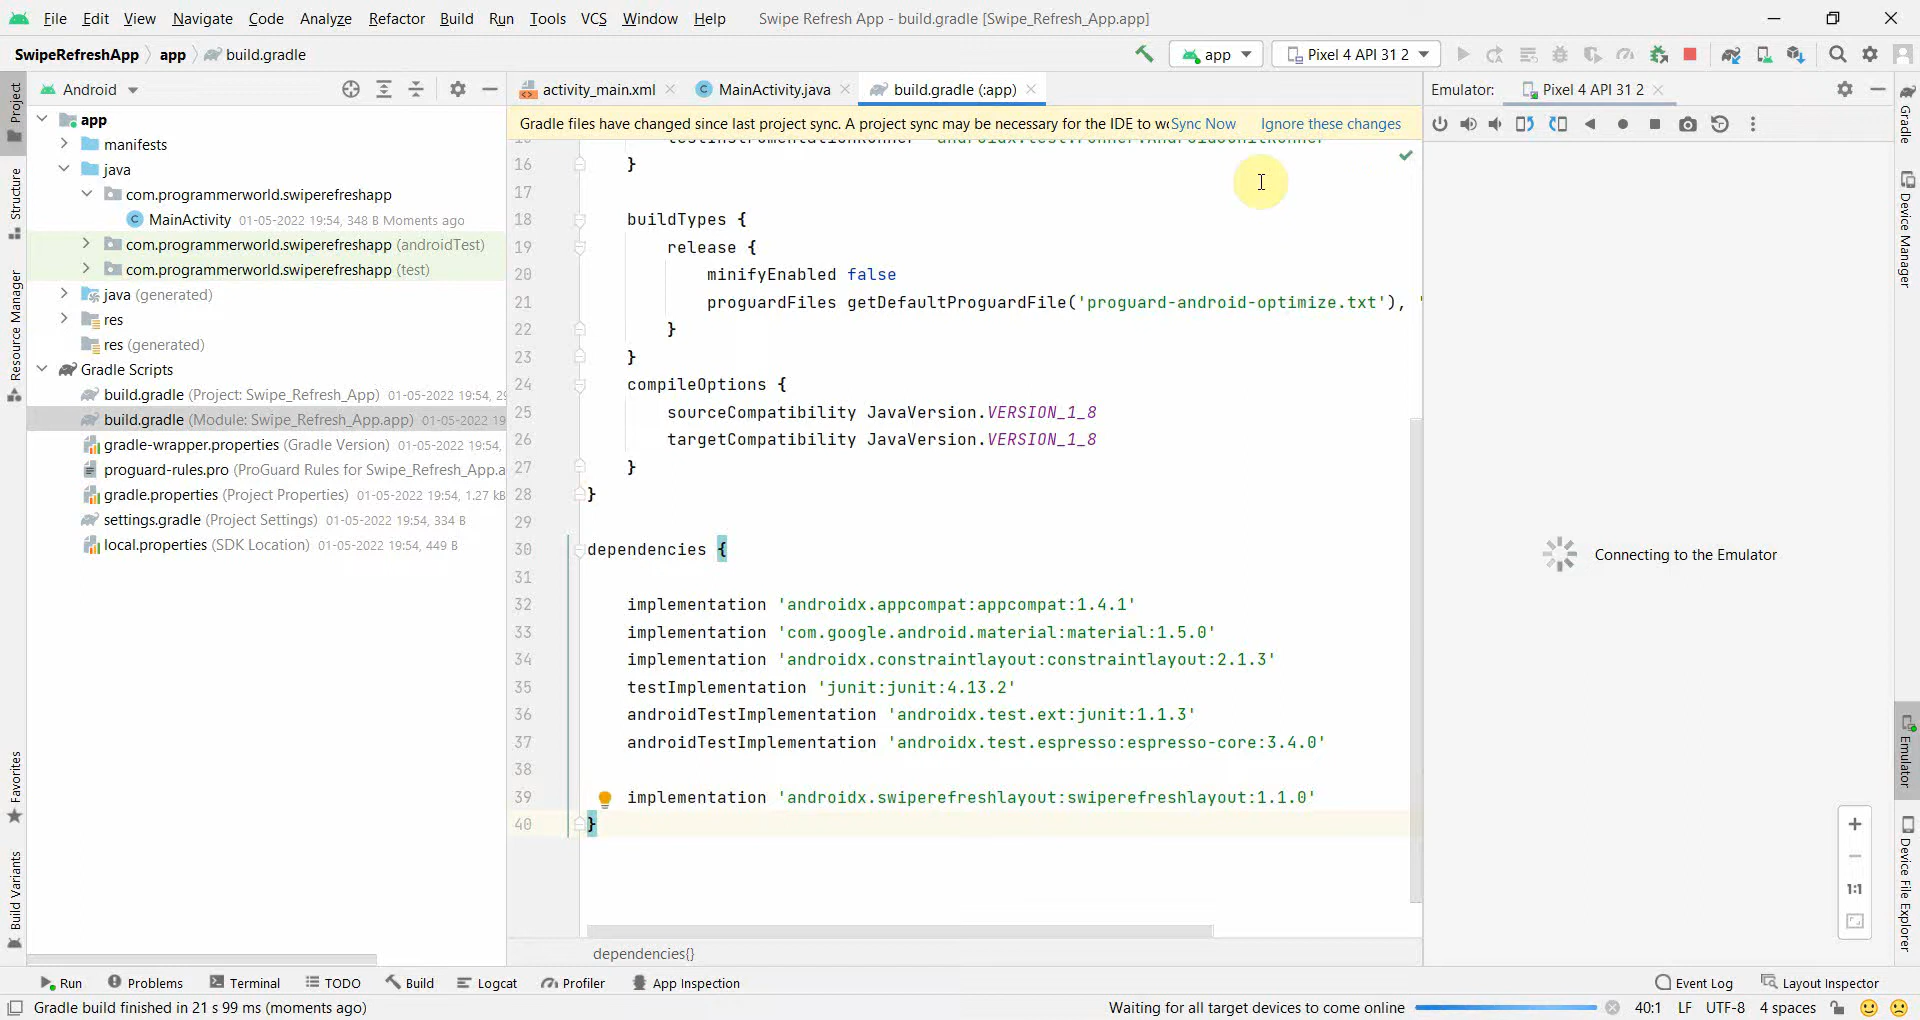 File Edit View Navigate Code Analyze Refactor Build Run Tools VCS Window Help Swipe Refresh App - build.gradle [Swipe_Refresh_App.app]
SwipeRefreshApp app build.gradle app Pixel 4 API 31 2
Android
activity_main.xml MainActivity.java build.gradle (:app)
Emulator: Pixel 4 API 31 2
Gradle files have changed since last project sync. A project sync may be necessary for the IDE to wo Sync Now Ignore these changes
app
manifests
java
com.programmerworld.swiperefreshapp
MainActivity 01-05-2022 19:54, 348 B Moments ago
com.programmerworld.swiperefreshapp (androidTest)
com.programmerworld.swiperefreshapp (test)
java (generated)
res
res (generated)
Gradle Scripts
build.gradle (Project: Swipe_Refresh_App) 01-05-2022 19:54, 29
build.gradle (Module: Swipe_Refresh_App.app) 01-05-2022 19
gradle-wrapper.properties (Gradle Version) 01-05-2022 19:54,
proguard-rules.pro (ProGuard Rules for Swipe_Refresh_App.a
gradle.properties (Project Properties) 01-05-2022 19:54, 1.27 kB
settings.gradle (Project Settings) 01-05-2022 19:54, 334 B
local.properties (SDK Location) 01-05-2022 19:54, 449 B
16 }
17
18 buildTypes {
19 release {
20 minifyEnabled false
21 proguardFiles getDefaultProguardFile('proguard-android-optimize.txt'), '
22 }
23 }
24 compileOptions {
25 sourceCompatibility JavaVersion.VERSION_1_8
26 targetCompatibility JavaVersion.VERSION_1_8
27 }
28 }
29
30 dependencies {
31
32 implementation 'androidx.appcompat:appcompat:1.4.1'
33 implementation 'com.google.android.material:material:1.5.0'
34 implementation 'androidx.constraintlayout:constraintlayout:2.1.3'
35 testImplementation 'junit:junit:4.13.2'
36 androidTestImplementation 'androidx.test.ext:junit:1.1.3'
37 androidTestImplementation 'androidx.test.espresso:espresso-core:3.4.0'
38
39 implementation 'androidx.swiperefreshlayout:swiperefreshlayout:1.1.0'
40 }
dependencies{}
Connecting to the Emulator
1:1
Project
Structure
Resource Manager
Favorites
Build Variants
Gradle
Device Manager
Emulator
Device File Explorer
Run Problems Terminal TODO Build Logcat Profiler App Inspection Event Log Layout Inspector
Gradle build finished in 21 s 99 ms (moments ago) Waiting for all target devices to come online 40:1 LF UTF-8 4 spaces